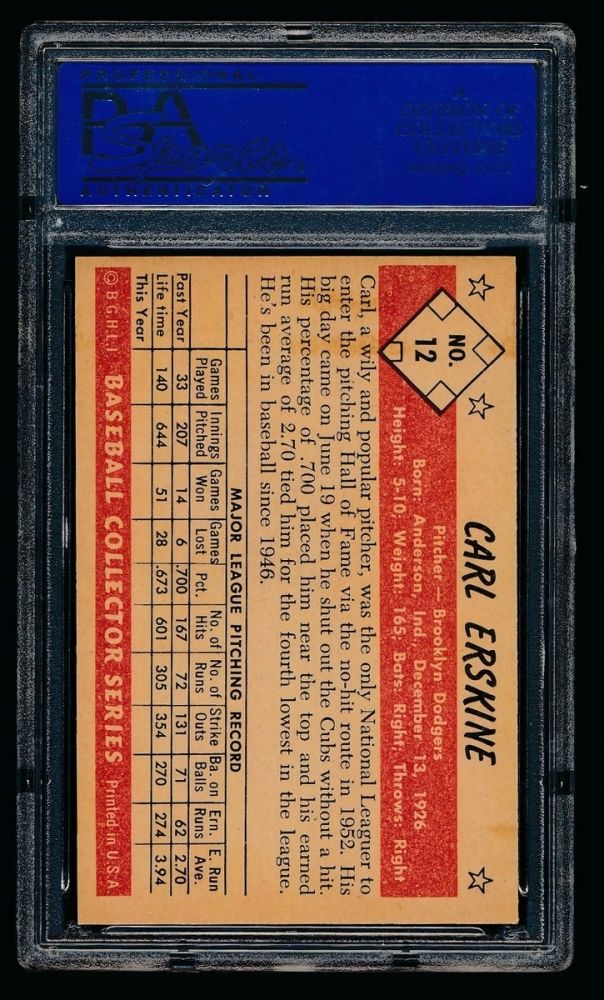 PROFESSIONAL
PSA
SPORTS
AUTHENTICATOR
A
DIVISION OF
COLLECTORS
UNIVERSE
NASDAQ: CLCT
CARL ERSKINE
NO.
12
Pitcher — Brooklyn Dodgers
Born: Anderson, Ind., December 13, 1926
Height: 5-10; Weight: 165; Bats: Right; Throws: Right
Carl, a wily and popular pitcher, was the only National Leaguer to
enter the pitching Hall of Fame via the no-hit route in 1952. His
big day came on June 19 when he shut out the Cubs without a hit.
His percentage of .700 placed him near the top and his earned
run average of 2.70 tied him for the fourth lowest in the league.
He's been in baseball since 1946.
MAJOR LEAGUE PITCHING RECORD
Games Innings Games Games No. of No. of Strike Ba. on Ern. E. Run
Played Pitched Won Lost Pct. Hits Runs Outs Balls Runs Ave.
Past Year 33 207 14 6 .700 167 72 131 71 62 2.70
Life time 140 644 51 28 .673 601 305 354 270 274 3.94
This Year
© B.G.H.L.I. BASEBALL COLLECTOR SERIES Printed in U.S.A